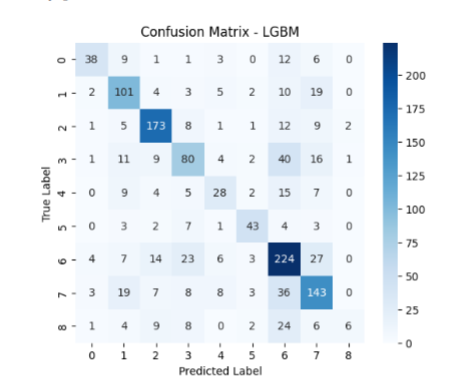 Confusion Matrix - LGBM
0 38 9 1 1 3 0 12 6 0
1 2 101 4 3 5 2 10 19 0
2 1 5 173 8 1 1 12 9 2
3 1 11 9 80 4 2 40 16 1
4 0 9 4 5 28 2 15 7 0
5 0 3 2 7 1 43 4 3 0
6 4 7 14 23 6 3 224 27 0
7 3 19 7 8 8 3 36 143 0
8 1 4 9 8 0 2 24 6 6
0 1 2 3 4 5 6 7 8
True Label
Predicted Label
200
175
150
125
100
75
50
25
0